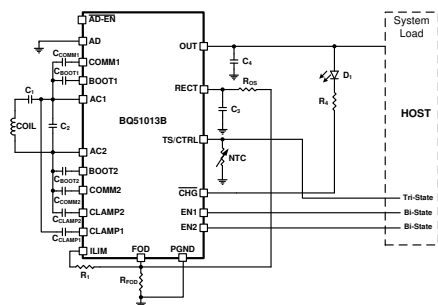 System
Load
HOST
AD-EN
AD
OUT
C4
D1
CCOMM1
COMM1
CBOOT1
BOOT1
RECT
ROS
C1
AC1
C3
R4
COIL
C2
BQ51013B
TS/CTRL
AC2
NTC
BOOT2
CBOOT2
COMM2
CCOMM2
CHG
Tri-State
CLAMP2
CCLAMP2
EN1
Bi-State
CLAMP1
CCLAMP1
EN2
Bi-State
ILIM
FOD
PGND
R1
RFOD